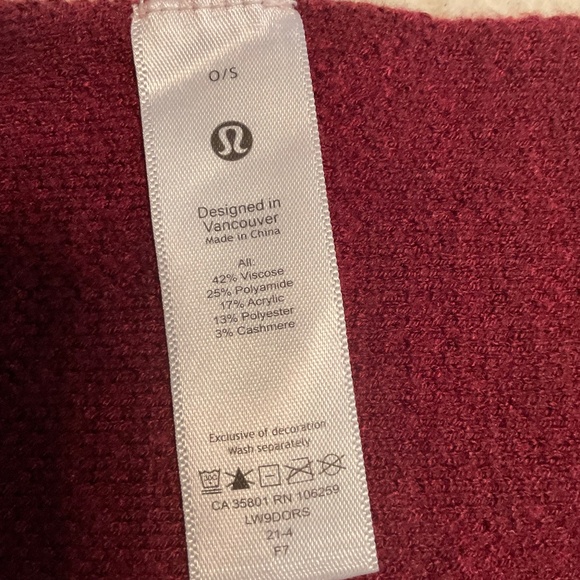 O/S
Designed in
Vancouver
Made in China
All:
42% Viscose
25% Polyamide
17% Acrylic
13% Polyester
3% Cashmere
Exclusive of decoration
Wash separately
CA 35801 RN 106259
LW9DORS
21-4
F7